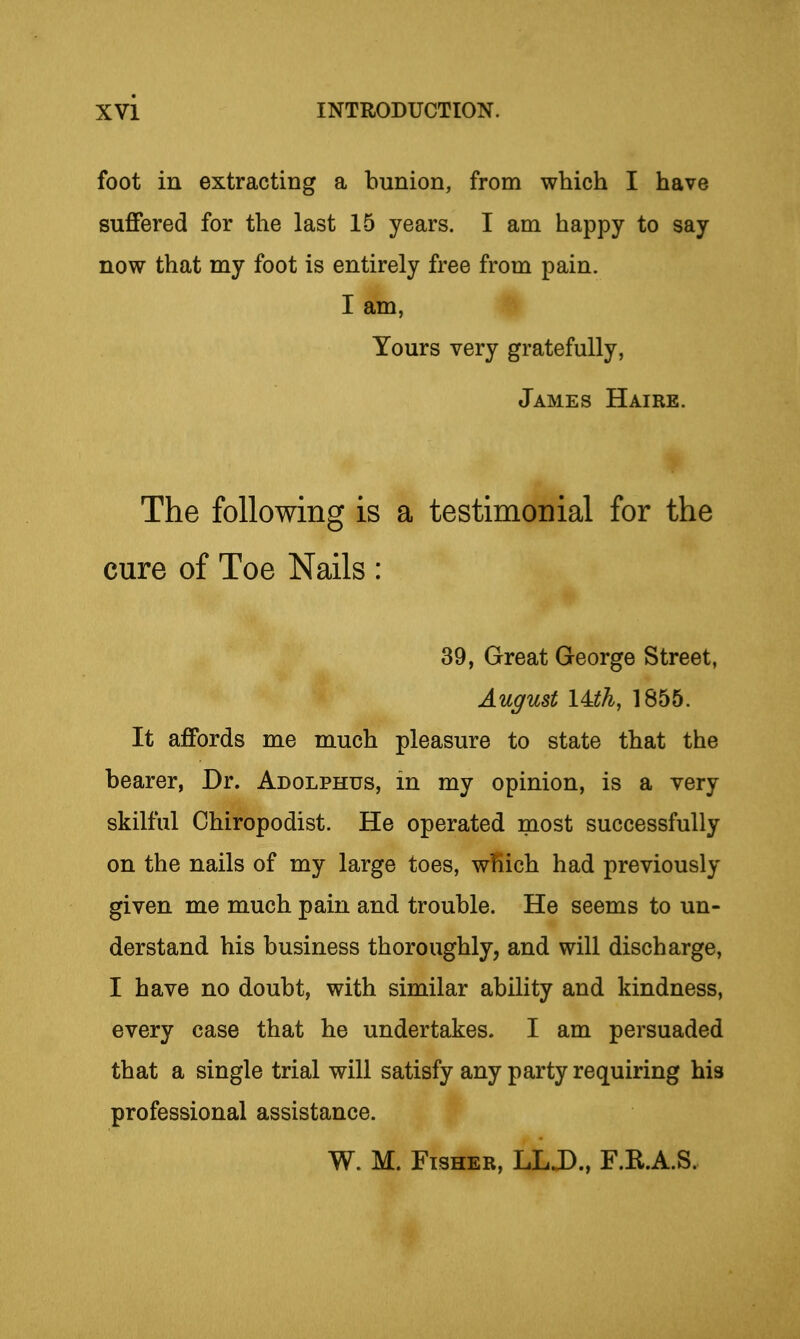 xvi INTRODUCTION.
foot in extracting a bunion, from which I have
suffered for the last 15 years. I am happy to say
now that my foot is entirely free from pain.
I am,
Yours very gratefully,
James Haire.
The following is a testimonial for the
cure of Toe Nails :
39, Great George Street,
August 14th, 1855.
It affords me much pleasure to state that the
bearer, Dr. Adolphus, in my opinion, is a very
skilful Chiropodist. He operated most successfully
on the nails of my large toes, which had previously
given me much pain and trouble. He seems to un-
derstand his business thoroughly, and will discharge,
I have no doubt, with similar ability and kindness,
every case that he undertakes. I am persuaded
that a single trial will satisfy any party requiring his
professional assistance.
W. M. Fisher, LL.D., F.R.A.S.